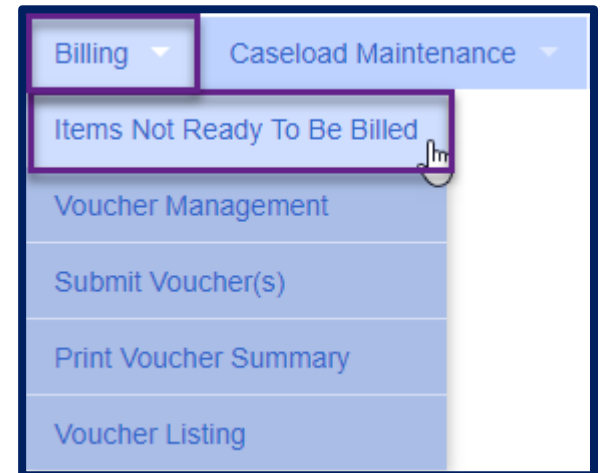 Billing Caseload Maintenance
Items Not Ready To Be Billed
Voucher Management
Submit Voucher(s)
Print Voucher Summary
Voucher Listing